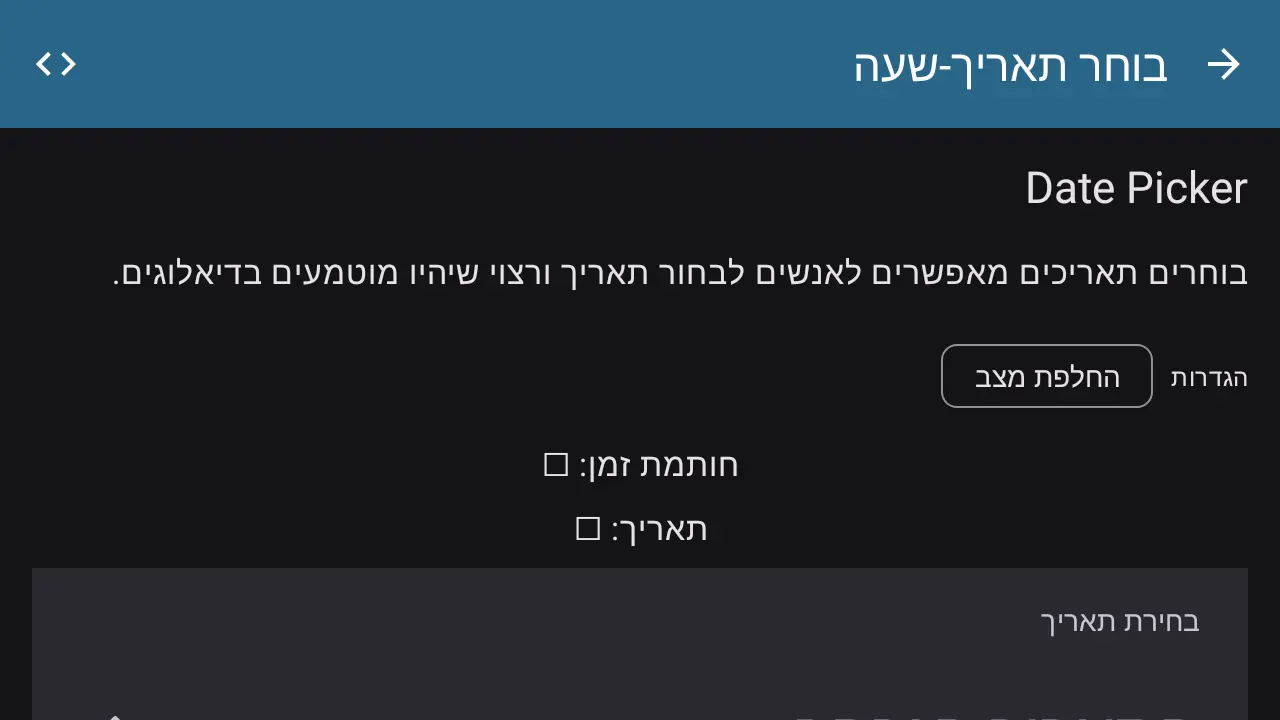 בוחר תאריך-שעה
Date Picker
בוחרים תאריכים מאפשרים לאנשים לבחור תאריך ורצוי שיהיו מוטמעים בדיאלוגים.
הגדרות החלפת מצב
חותמת זמן: ☐
תאריך: ☐
בחירת תאריך